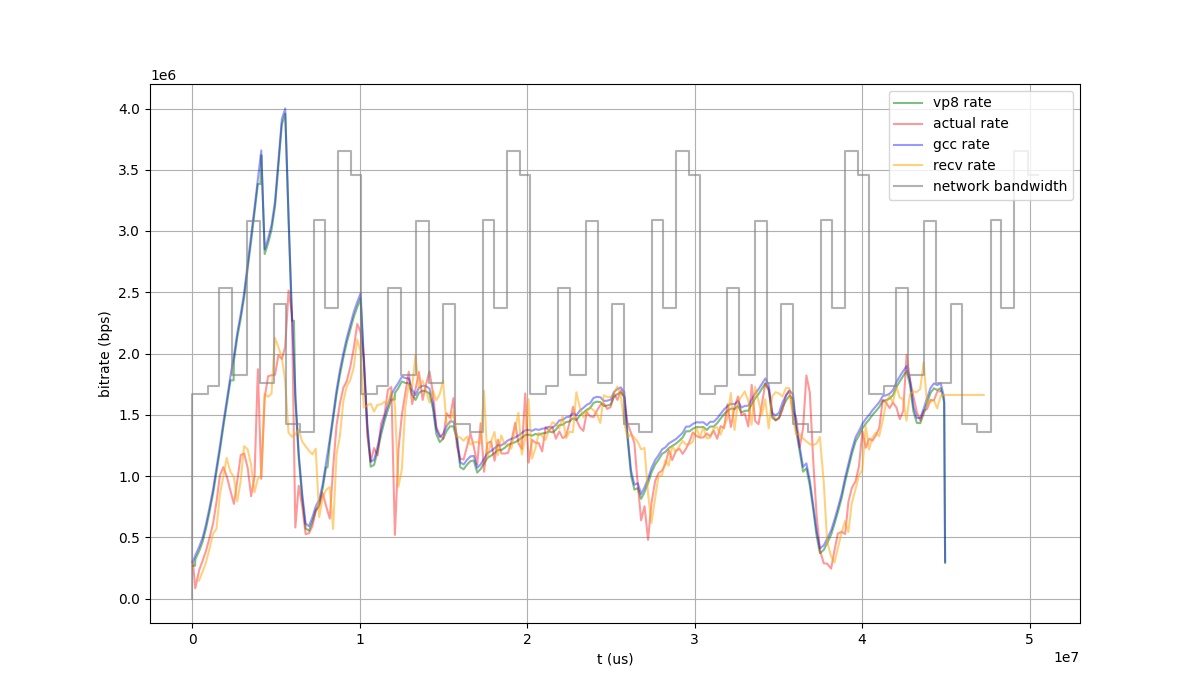 1e6
4.0
3.5
3.0
2.5
2.0
1.5
1.0
0.5
0.0
bitrate (bps)
vp8 rate
actual rate
gcc rate
recv rate
network bandwidth
0
1
2
3
4
5
t (us)
1e7